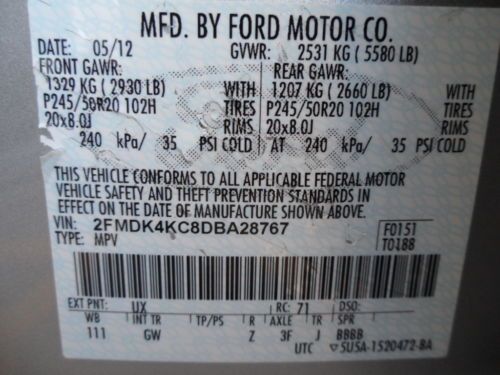 MFD. BY FORD MOTOR CO.
DATE: 05/12 GVWR: 2531 KG ( 5580 LB)
FRONT GAWR: REAR GAWR:
1329 KG ( 2930 LB) WITH 1207 KG ( 2660 LB) WITH
P245/50R20 102H TIRES P245/50R20 102H TIRES
20x8.0J RIMS 20x8.0J RIMS
AT 240 kPa/ 35 PSI COLD AT 240 kPa/ 35 PSI COLD
THIS VEHICLE CONFORMS TO ALL APPLICABLE FEDERAL MOTOR
VEHICLE SAFETY AND THEFT PREVENTION STANDARDS IN
EFFECT ON THE DATE OF MANUFACTURE SHOWN ABOVE.
VIN: 2FMDK4KC8DBA28767 F0151
TYPE: MPV T0188
EXT PNT: UX RC: 71 DSO:
WB INT TR TP/PS R AXLE TR SPR
111 GW Z 3F J BBBB
UTC ▽5U5A-1520472-BA